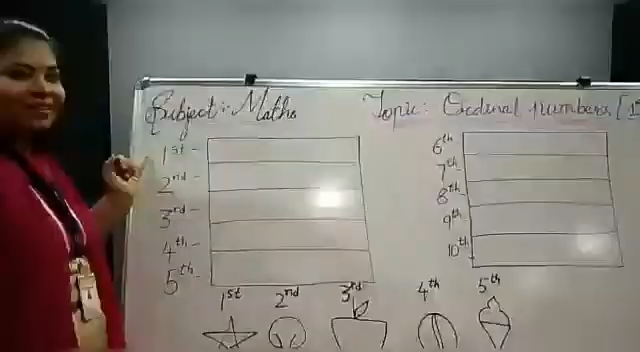 Subject:- Maths
Topic: Ordinal numbers
1st -
2nd -
3rd -
4th -
5th -
6th
7th -
8th
9th
10th
1st 2nd 3rd 4th 5th